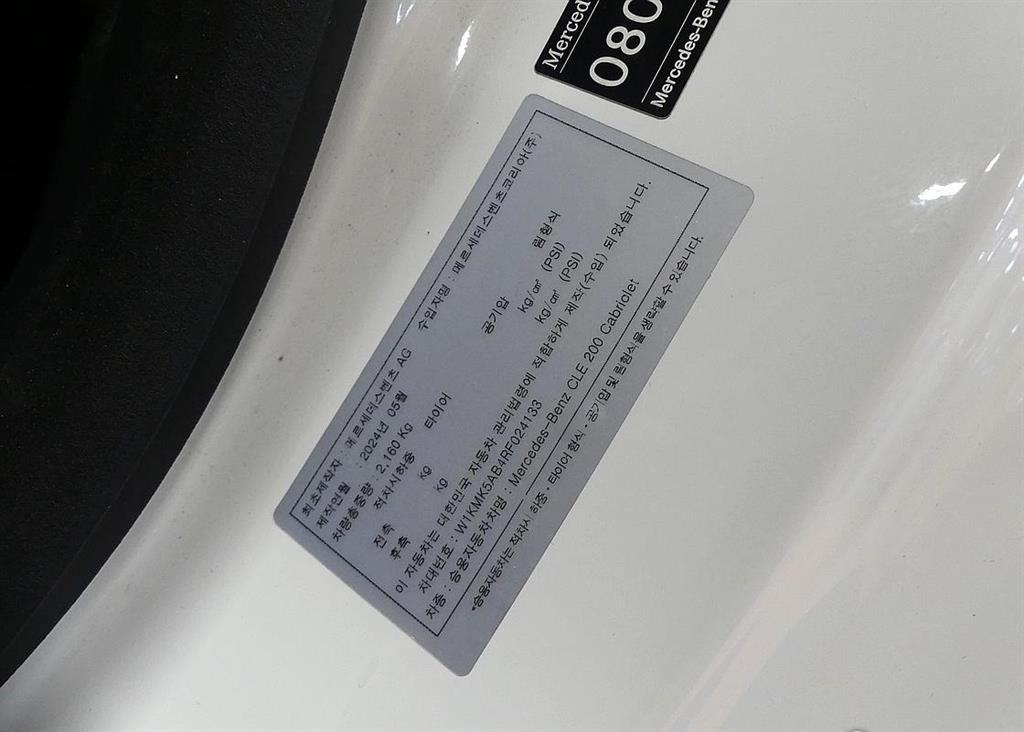 Merced
080
Mercedes-Ben
최초제작자 : 메르세데스벤츠 AG 수입자명 : 메르세데스벤츠코리아(주)
제작연월 : 2024년 05월
차량총중량 : 2,160 Kg
적차시하중 타이어 공기압 림형식
전축 Kg kg/㎠ (PSI)
후축 Kg kg/㎠ (PSI)
이 자동차는 대한민국 자동차 관리법령에 적합하게 제작(수입) 되었습니다.
차대번호 : W1KMK5AB4RF024133
차종 : 승용자동차차명 : Mercedes-Benz CLE 200 Cabriolet
*승용자동차는 적차시 하중 · 타이어 형식 · 공기압 및 림형식을 생략할 수 있습니다.